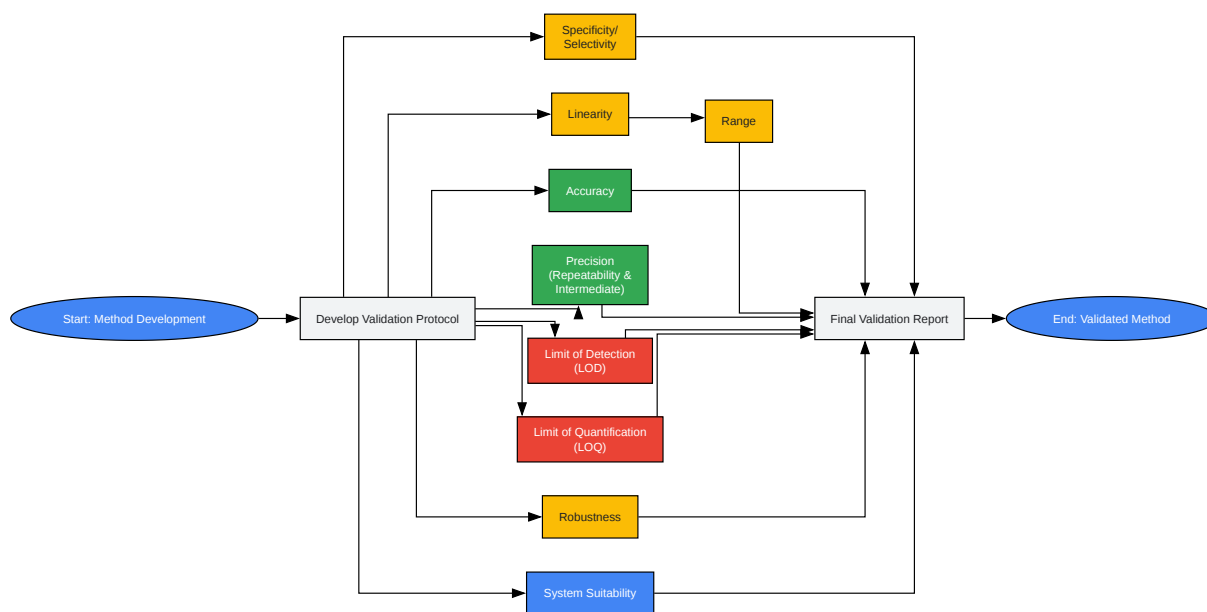 Specificity/
Selectivity
Linearity
Range
Accuracy
Precision
(Repeatability &
Intermediate)
Start: Method Development
Develop Validation Protocol
Final Validation Report
End: Validated Method
Limit of Detection
(LOD)
Limit of Quantification
(LOQ)
Robustness
System Suitability